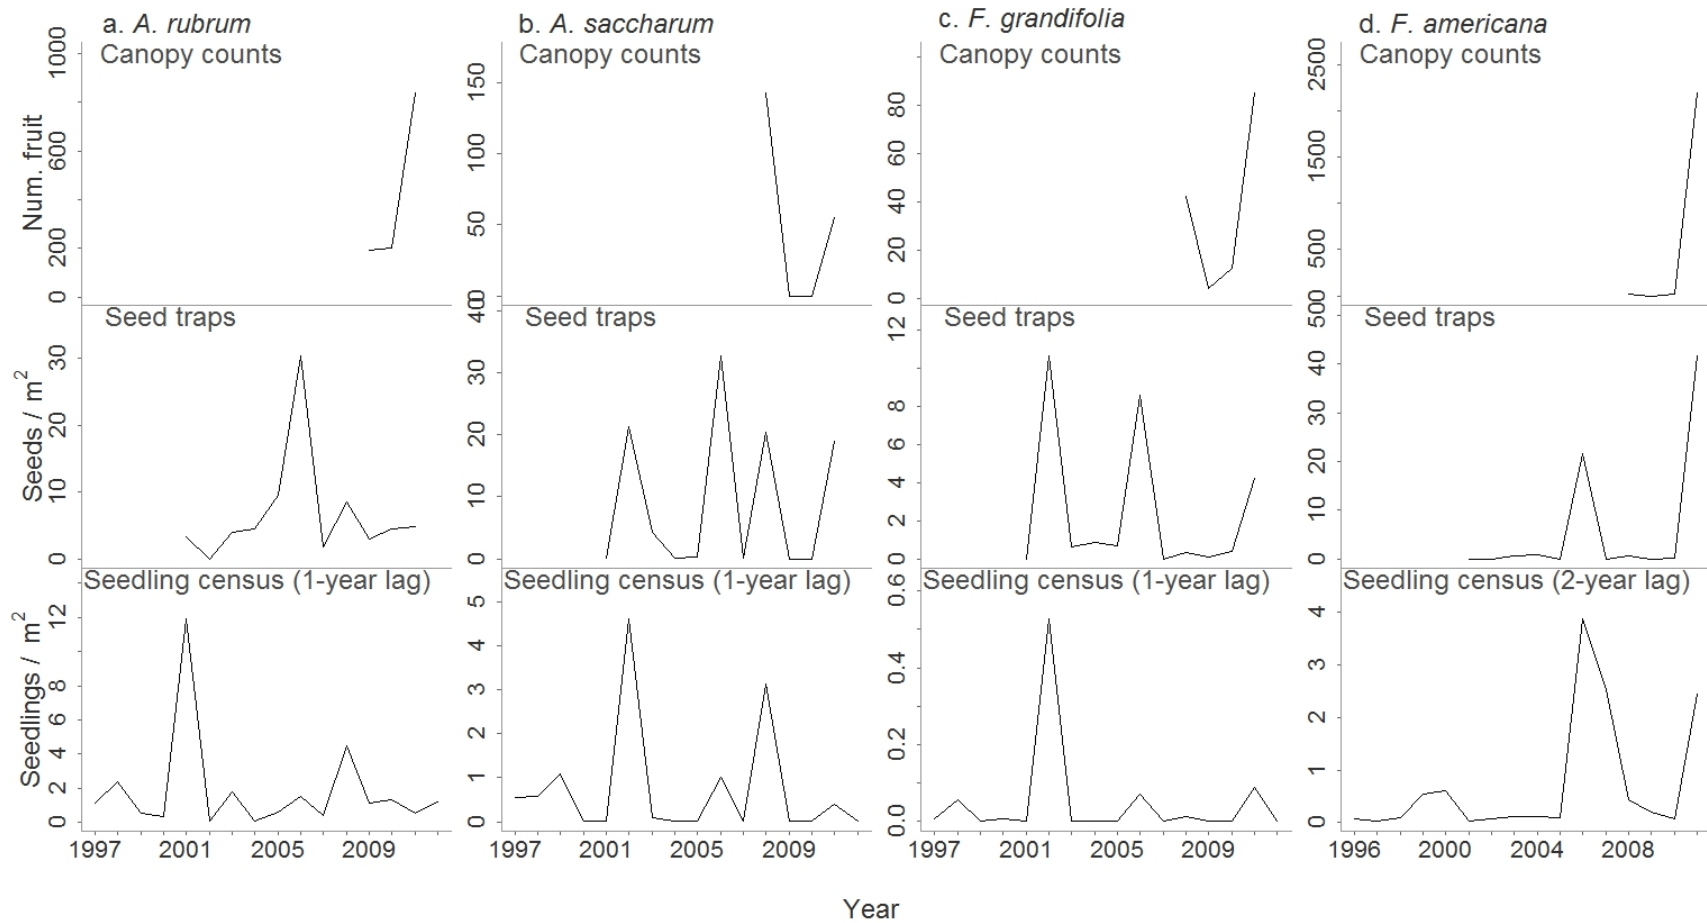 a. A. rubrum
b. A. saccharum
c. F. grandifolia
d. F. americana
Canopy counts
Canopy counts
Canopy counts
Canopy counts
Num. fruit
1000
600
200
0
150
100
50
0
80
60
40
20
0
2500
1500
500
0
Seed traps
Seed traps
Seed traps
Seed traps
Seeds / m2
30
20
10
0
40
30
20
10
0
12
8
6
4
2
0
50
40
30
20
10
0
Seedling census (1-year lag)
Seedling census (1-year lag)
Seedling census (1-year lag)
Seedling census (2-year lag)
Seedlings / m2
12
8
6
4
2
0
5
4
3
2
1
0
0.6
0.4
0.2
0.0
4
3
2
1
0
1997 2001 2005 2009
1997 2001 2005 2009
1997 2001 2005 2009
1996 2000 2004 2008
Year